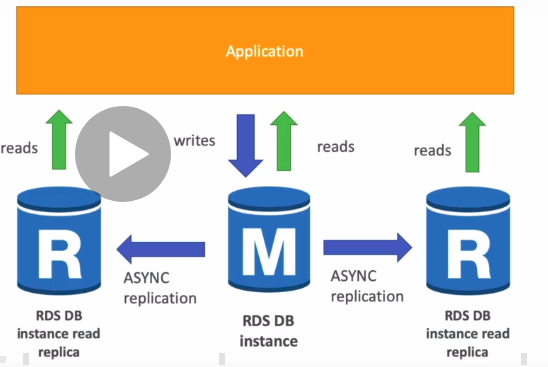 Application
reads
writes
reads
reads
R
M
R
ASYNC
replication
ASYNC
replication
RDS DB
instance read
replica
RDS DB
instance
RDS DB
instance read
replica